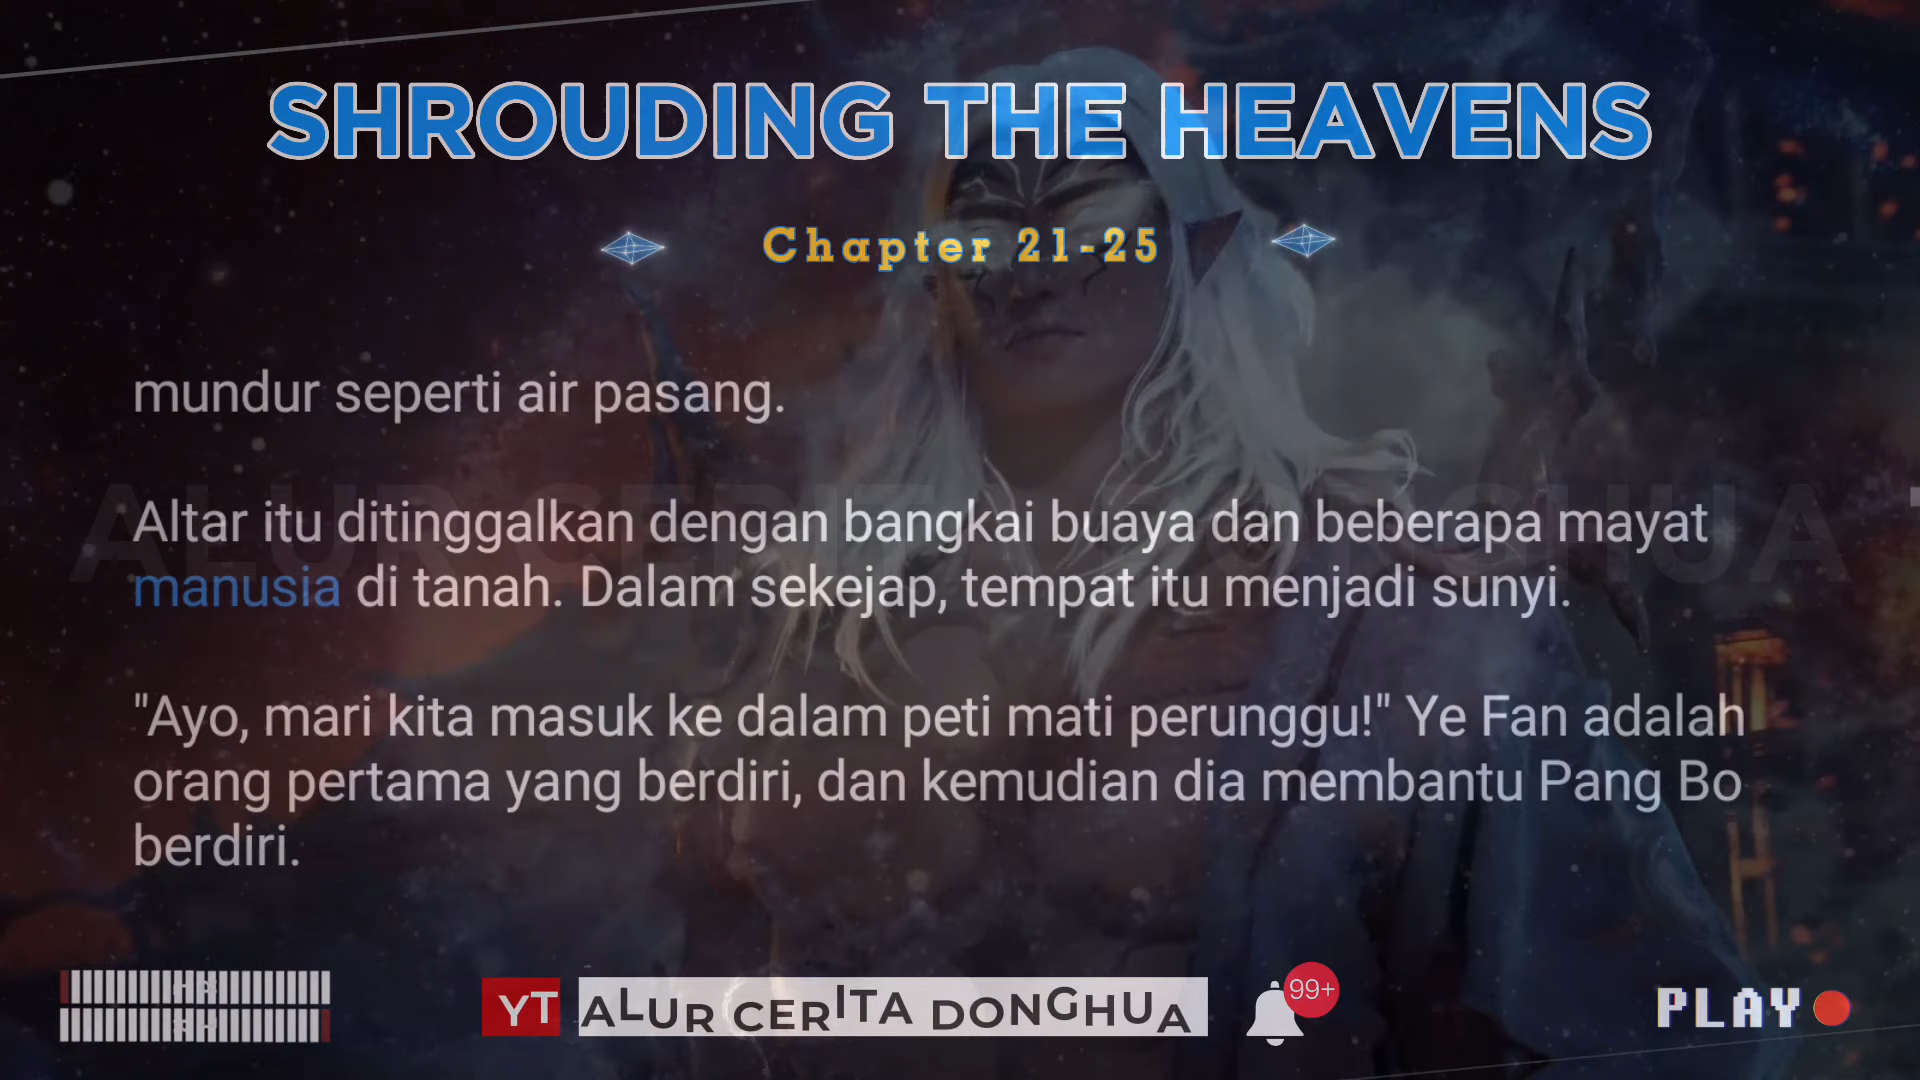 SHROUDING THE HEAVENS
Chapter 21-25
mundur seperti air pasang.
Altar itu ditinggalkan dengan bangkai buaya dan beberapa mayat
manusia di tanah. Dalam sekejap, tempat itu menjadi sunyi.
"Ayo, mari kita masuk ke dalam peti mati perunggu!" Ye Fan adalah
orang pertama yang berdiri, dan kemudian dia membantu Pang Bo
berdiri.
ALUR CERITA DONGHUA
YT ALUR CERITA DONGHUA
99+
PLAY